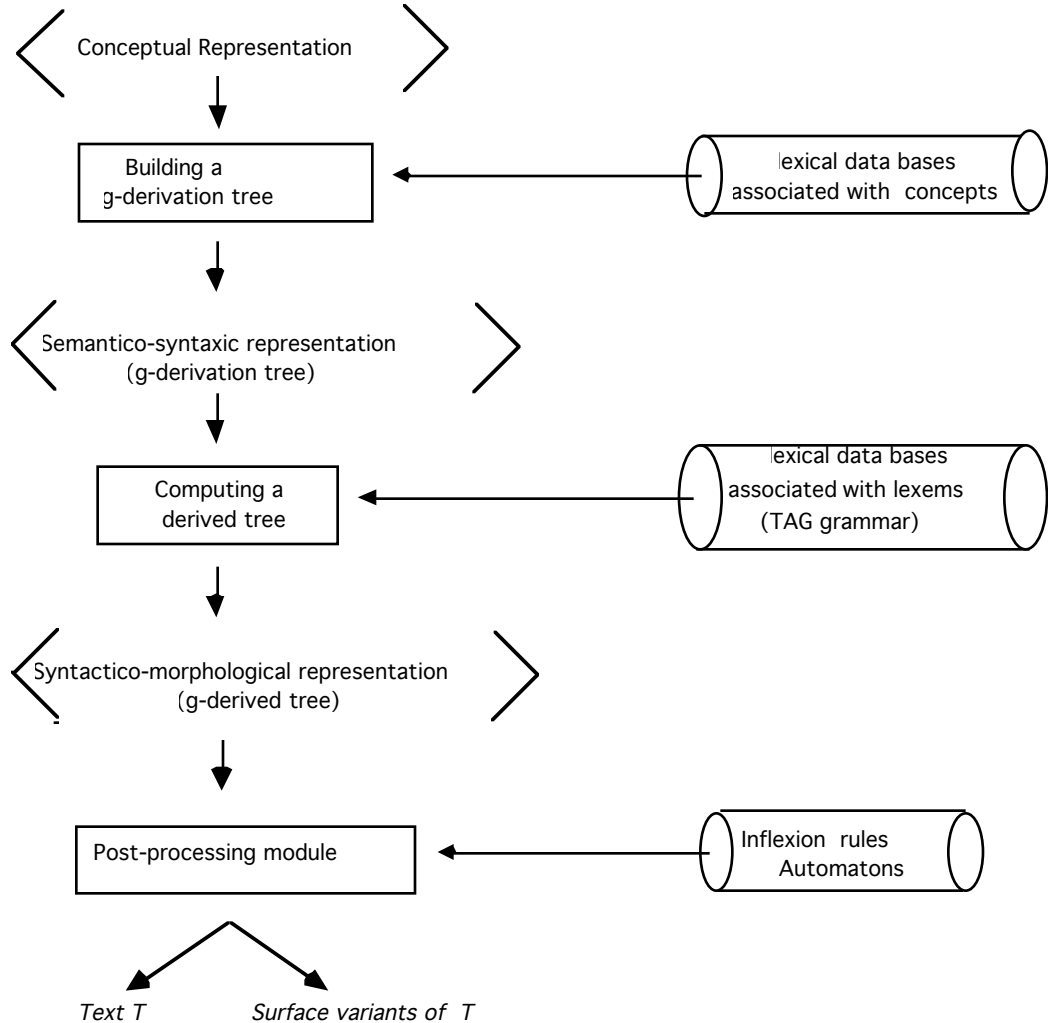 Conceptual Representation
Building a
g-derivation tree
lexical data bases
associated with concepts
Semantico-syntaxic representation
(g-derivation tree)
Computing a
derived tree
lexical data bases
associated with lexems
(TAG grammar)
Syntactico-morphological representation
(g-derived tree)
Post-processing module
Inflexion rules
Automatons
Text T
Surface variants of T